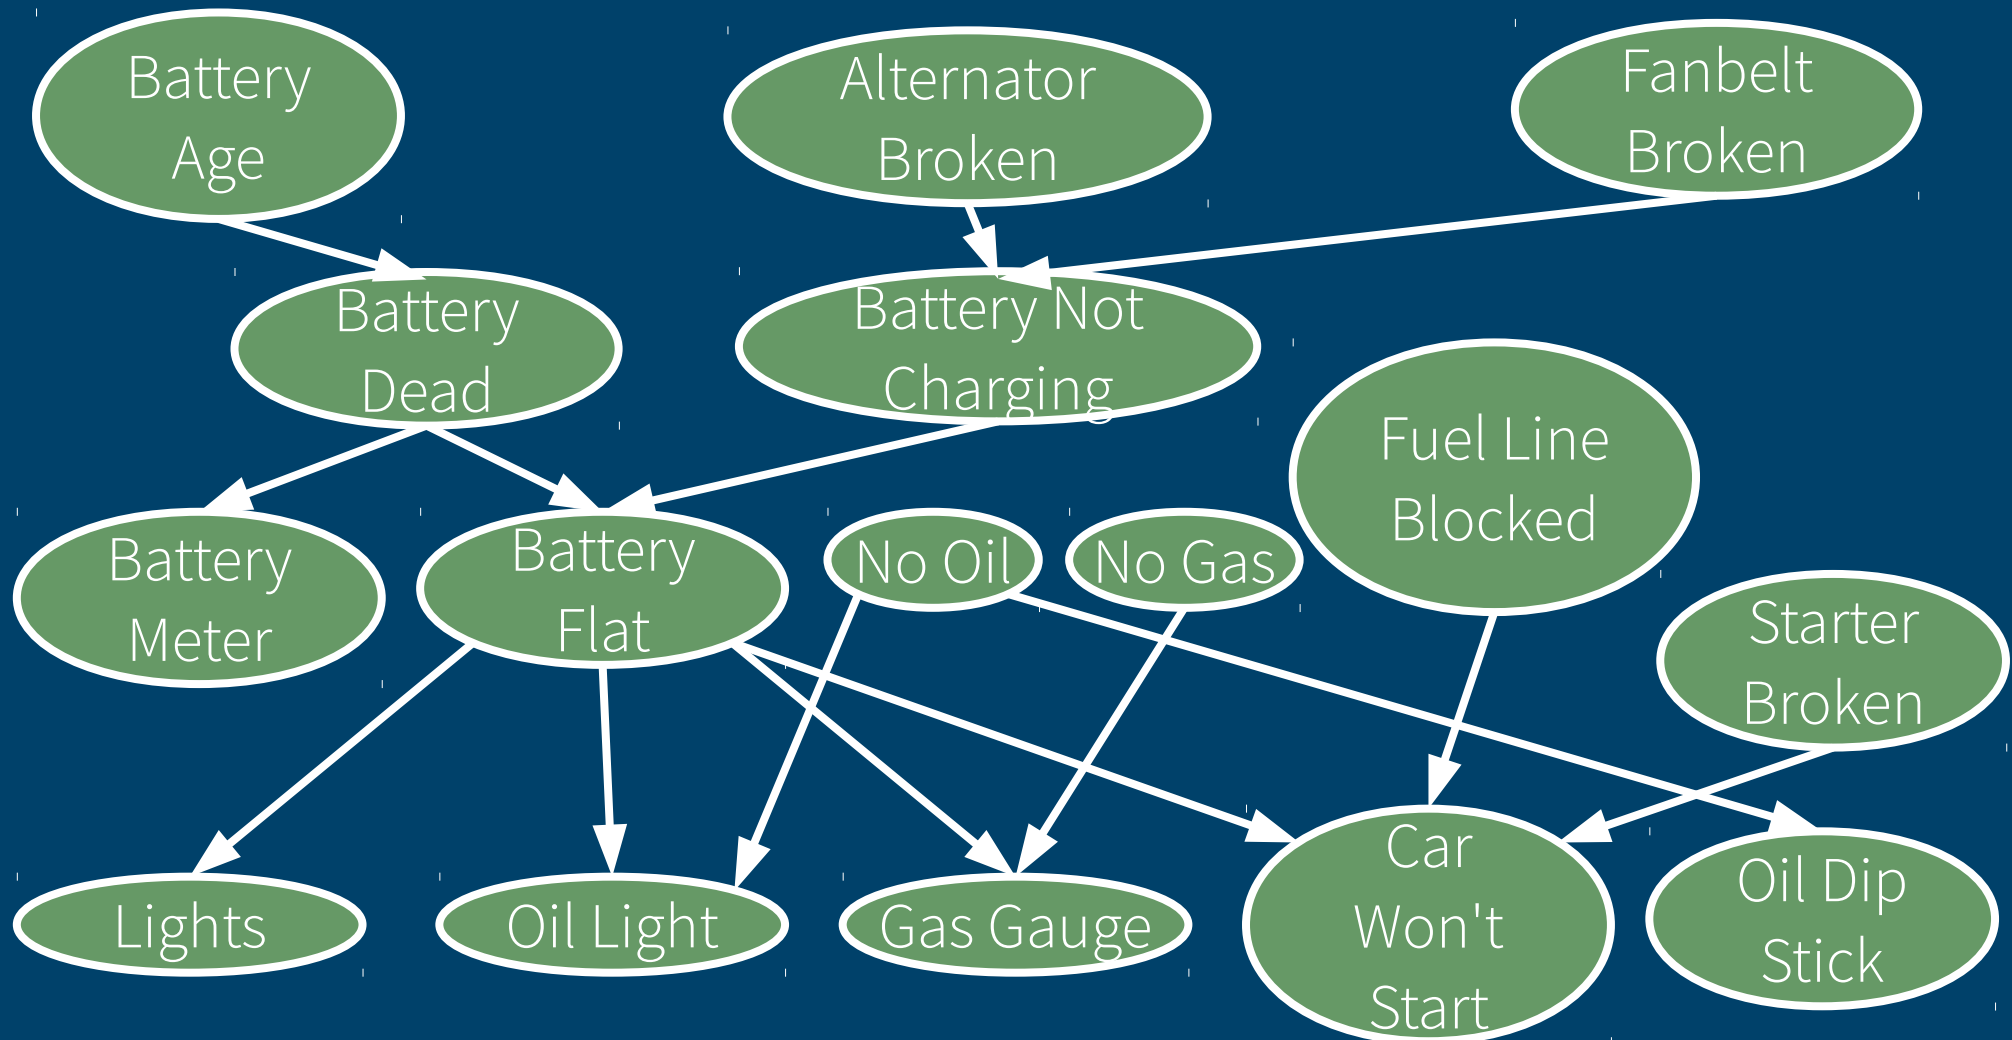 Battery
Age
Alternator
Broken
Fanbelt
Broken
Battery
Dead
Battery Not
Charging
Fuel Line
Blocked
Battery
Meter
Battery
Flat
No Oil
No Gas
Starter
Broken
Lights
Oil Light
Gas Gauge
Car
Won't
Start
Oil Dip
Stick